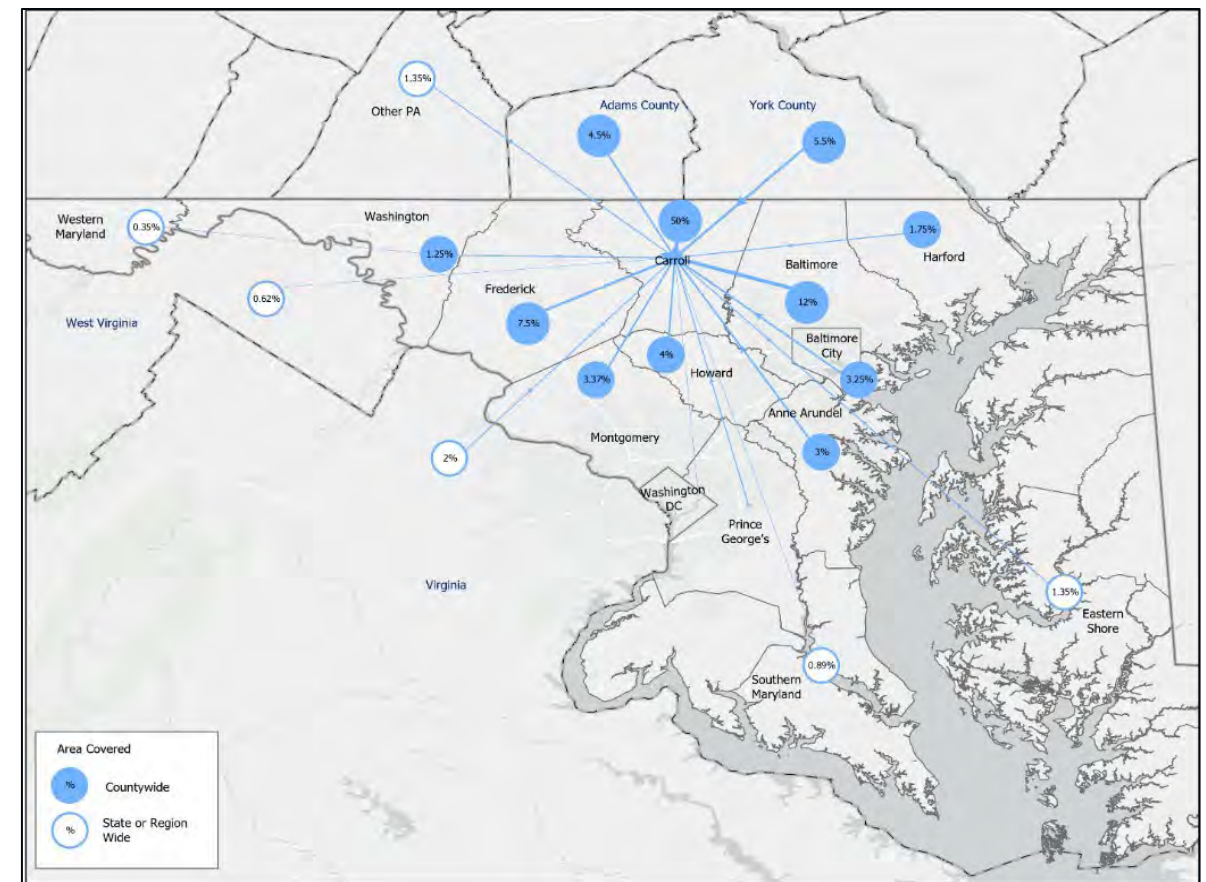 1.35%
Other PA
Adams County
York County
4.5%
5.5%
Western
Maryland
0.35%
Washington
50%
1.75%
1.25%
Carroll
Baltimore
Harford
Frederick
0.62%
12%
West Virginia
7.5%
Baltimore
City
4%
Howard
3.37%
3.25%
Anne Arundel
Montgomery
2%
3%
Washington
DC
Prince
George's
Virginia
1.35%
Eastern
Shore
0.89%
Southern
Maryland
Area Covered
%
Countywide
%
State or Region
Wide